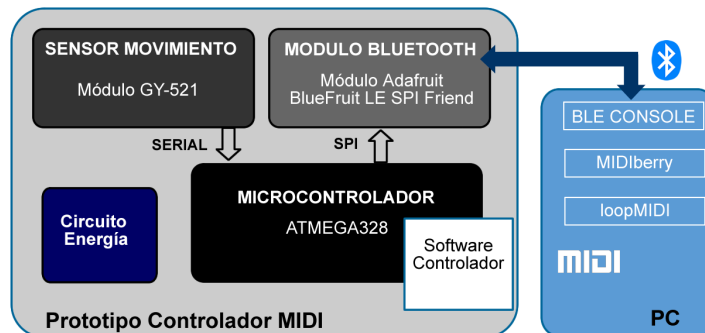 SENSOR MOVIMIENTO
Módulo GY-521
MODULO BLUETOOTH
Módulo Adafruit
BlueFruit LE SPI Friend
SERIAL
SPI
MICROCONTROLADOR
ATMEGA328
Circuito
Energía
Software
Controlador
Prototipo Controlador MIDI
BLE CONSOLE
MIDIberry
loopMIDI
MIDI
PC